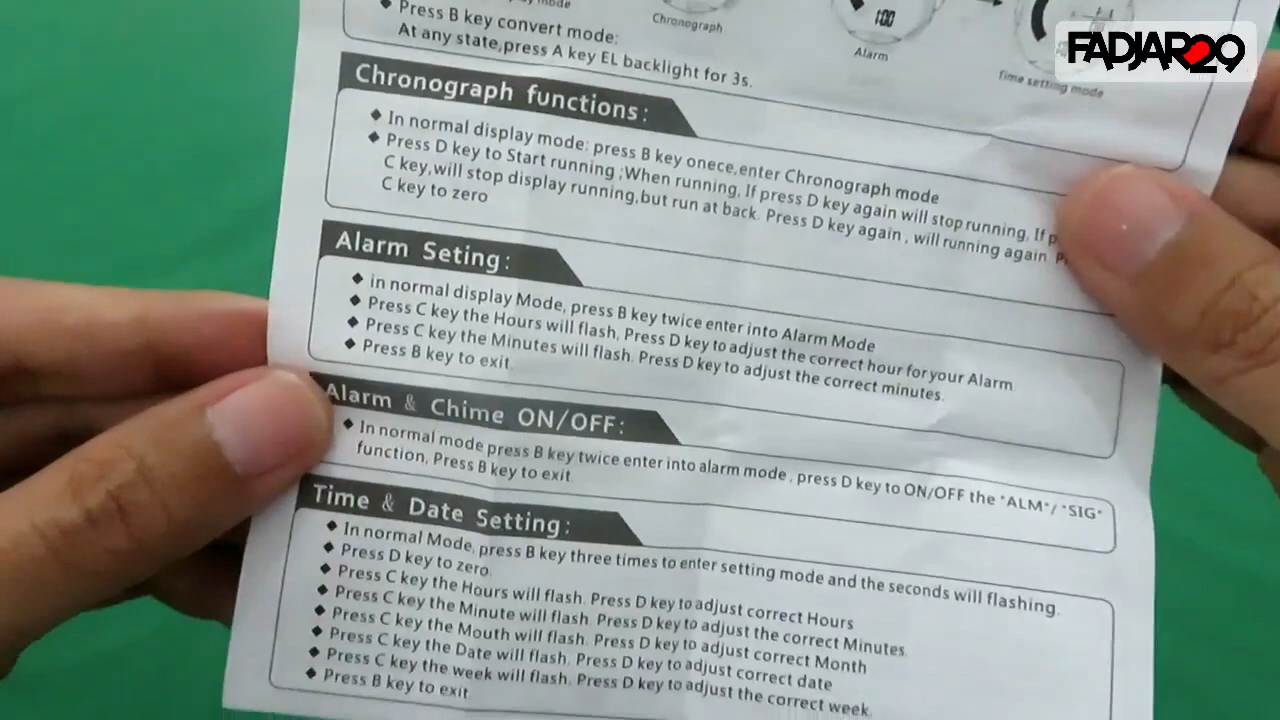 Chronograph
Alarm
Time setting mode
FADJAR29
mode
Press B key convert mode:
At any state,press A key EL backlight for 3s.
1:00
Chronograph functions:
In normal display mode: press B key onece,enter Chronograph mode
Press D key to Start running ;When running, If press D key again will stop running, If p
C key,will stop display running,but run at back. Press D key again , will running again. P
C key to zero
Alarm Seting:
in normal display Mode, press B key twice enter into Alarm Mode
Press C key the Hours will flash, Press D key to adjust the correct hour for your Alarm
Press C key the Minutes will flash. Press D key to adjust the correct minutes.
Press B key to exit.
Alarm & Chime ON/OFF:
In normal mode press B key twice enter into alarm mode , press D key to ON/OFF the "ALM"/ "SIG"
function, Press B key to exit.
Time & Date Setting:
In normal Mode, press B key three times to enter setting mode and the seconds will flashing.
Press D key to zero.
Press C key the Hours will flash. Press D key to adjust correct Hours
Press C key the Minute will flash. Press D key to adjust the correct Minutes.
Press C key the Mouth will flash. Press D key to adjust correct Month
Press C key the Date will flash. Press D key to adjust correct date
Press C key the week will flash. Press D key to adjust the correct week.
Press B key to exit.